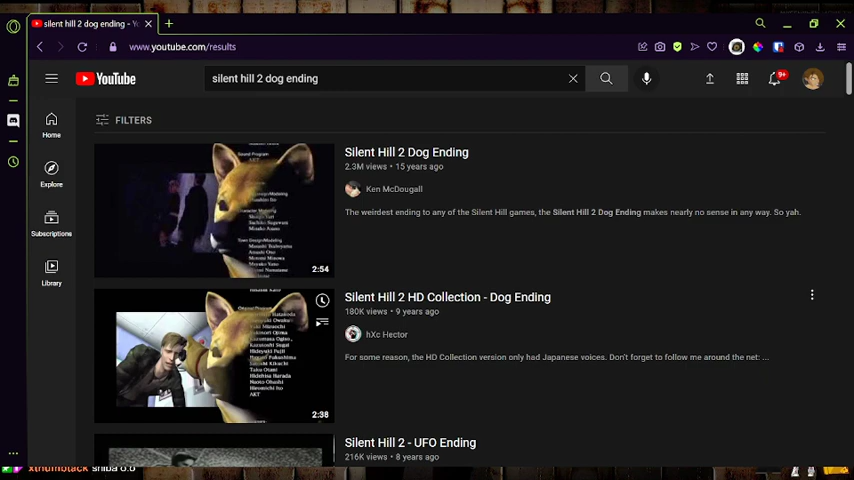 silent hill 2 dog ending - Y
www.youtube.com/results
YouTube
silent hill 2 dog ending
9+
FILTERS
Home
Explore
Subscriptions
Library
Silent Hill 2 Dog Ending
2.3M views • 15 years ago
Ken McDougall
The weirdest ending to any of the Silent Hill games, the Silent Hill 2 Dog Ending makes nearly no sense in any way. So yah.
Sound Program
2:54
Silent Hill 2 HD Collection - Dog Ending
180K views • 9 years ago
hXc Hector
For some reason, the HD Collection version only had Japanese voices. Don't forget to follow me around the net: ...
2:38
Silent Hill 2 - UFO Ending
216K views • 8 years ago
shiba o.o